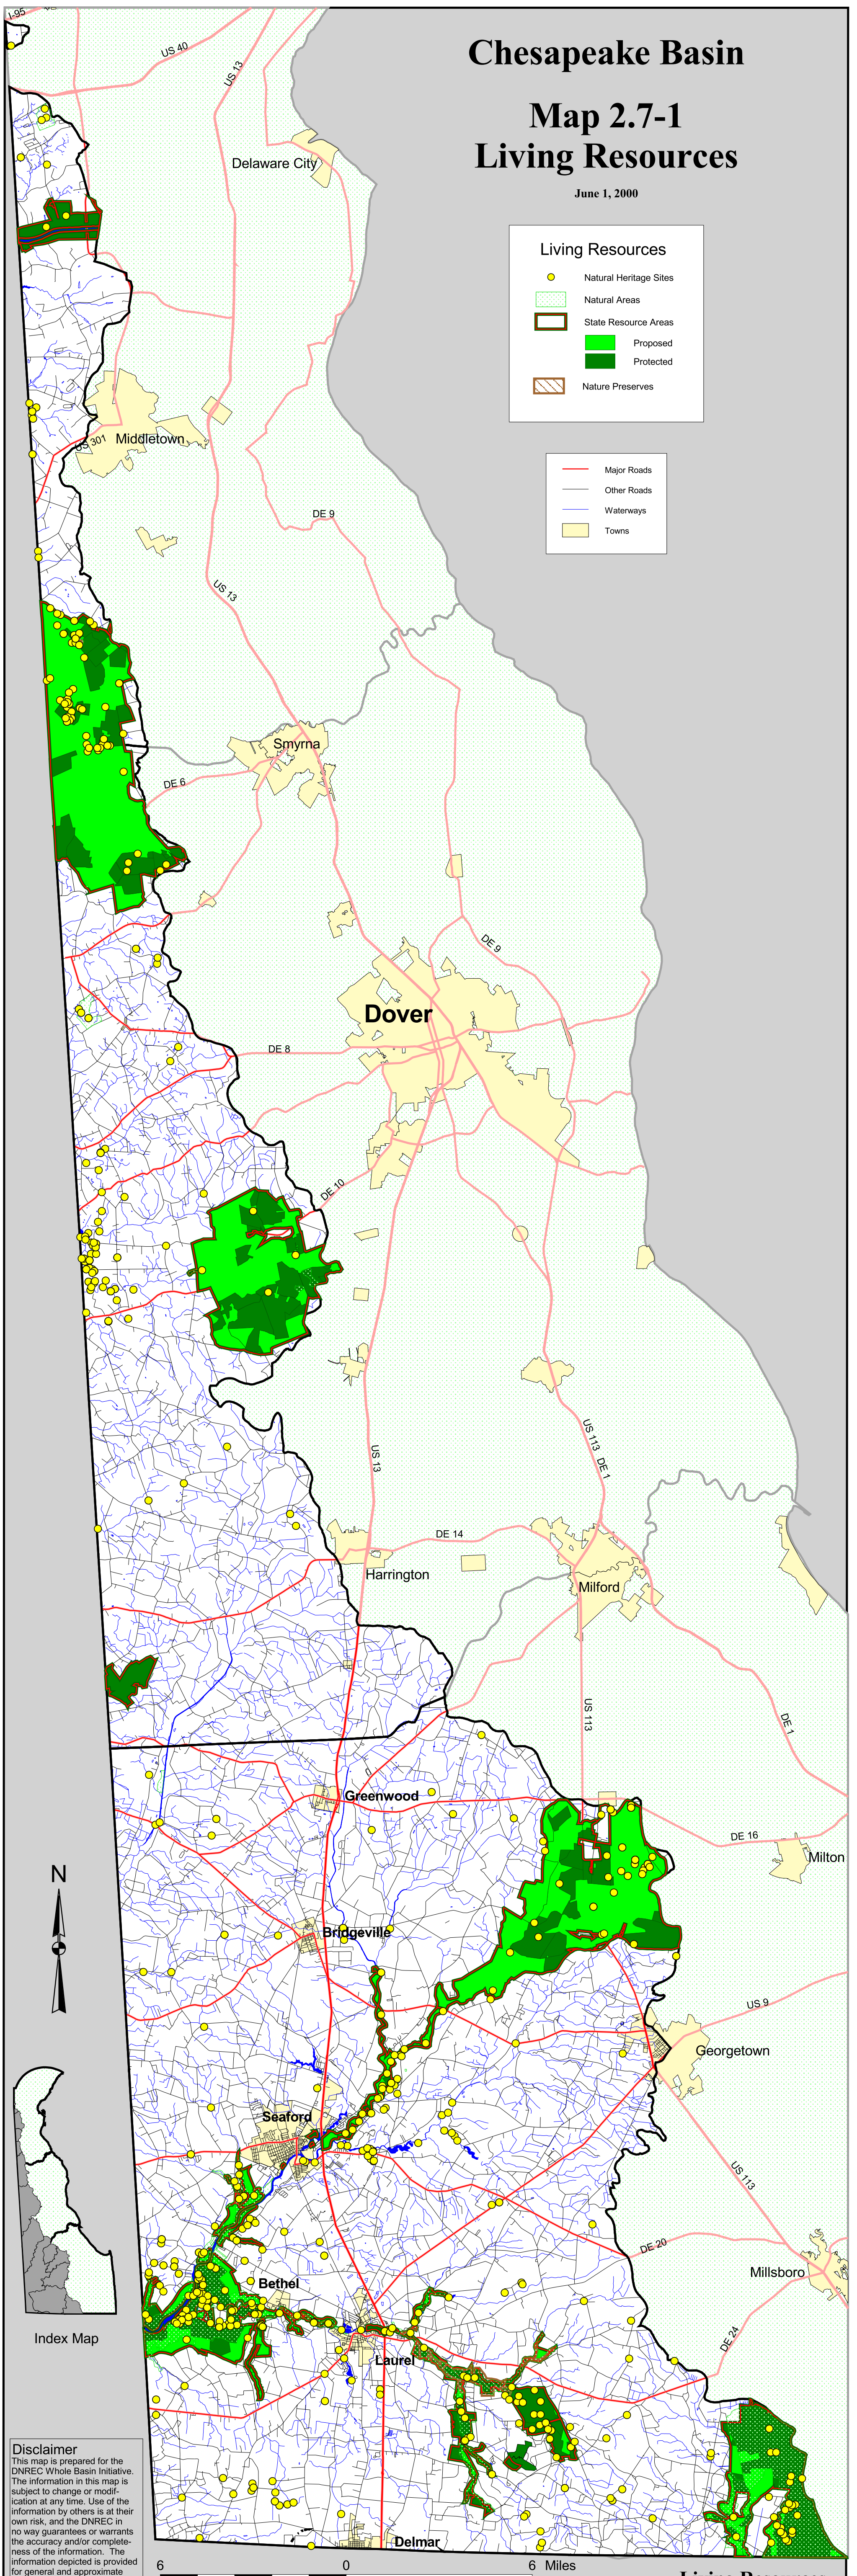 Chesapeake Basin
Map 2.7-1
Living Resources
June 1, 2000
Living Resources
Natural Heritage Sites
Natural Areas
State Resource Areas
Proposed
Protected
Nature Preserves
Major Roads
Other Roads
Waterways
Towns
I-95
US 40
US 13
Delaware City
US 301
Middletown
DE 9
US 13
Smyrna
DE 6
DE 9
Dover
DE 8
DE 10
US 13
US 113
DE 1
DE 14
Harrington
Milford
US 113
DE 1
Greenwood
DE 16
Milton
N
Bridgeville
US 9
Georgetown
Seaford
US 113
DE 20
Millsboro
Bethel
DE 24
Index Map
Laurel
Disclaimer
This map is prepared for the
DNREC Whole Basin Initiative.
The information in this map is
subject to change or modif-
ication at any time. Use of the
information by others is at their
own risk, and the DNREC in
no way guarantees or warrants
the accuracy and/or complete-
ness of the information. The
information depicted is provided
for general and approximate
Delmar
6 0 6 Miles
Living Resources